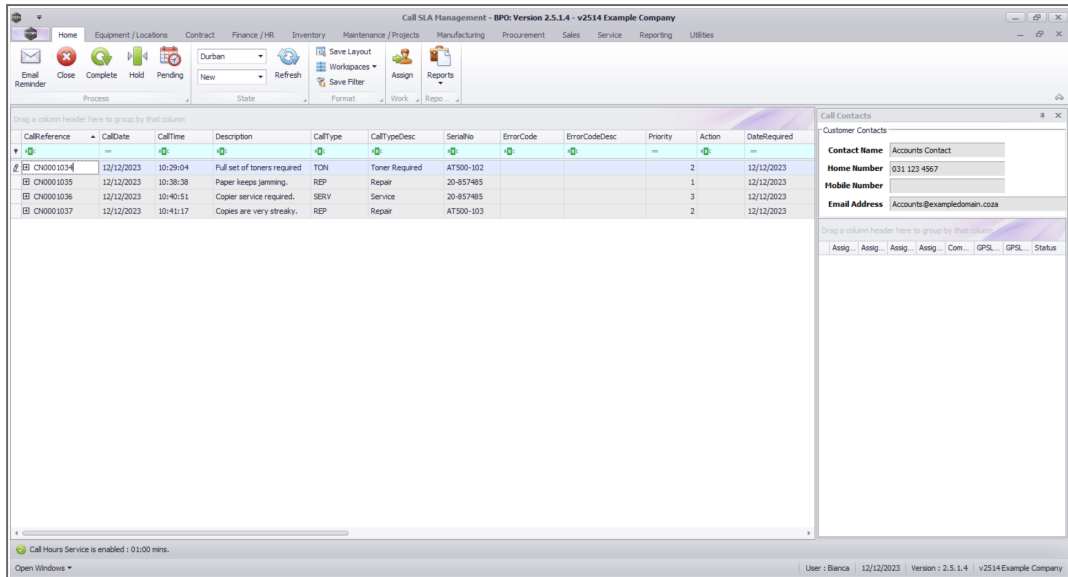 Call SLA Management - BPO: Version 2.5.1.4 - v2514 Example Company
Home Equipment / Locations Contract Finance / HR Inventory Maintenance / Projects Manufacturing Procurement Sales Service Reporting Utilities
Email Reminder Close Complete Hold Pending
Durban
New
Refresh
Save Layout
Workspaces
Save Filter
Assign
Reports
Process State Format Work Repo...
Drag a column header here to group by that column
CallReference CallDate CallTime Description CallType CallTypeDesc SerialNo ErrorCode ErrorCodeDesc Priority Action DateRequired
CN0001034 12/12/2023 10:29:04 Full set of toners required TON Toner Required AT500-102 2 12/12/2023
CN0001035 12/12/2023 10:38:38 Paper keeps jamming. REP Repair 20-857485 1 12/12/2023
CN0001036 12/12/2023 10:40:51 Copier service required. SERV Service 20-857485 3 12/12/2023
CN0001037 12/12/2023 10:41:17 Copies are very streaky. REP Repair AT500-103 2 12/12/2023
Call Contacts
Customer Contacts
Contact Name Accounts Contact
Home Number 031 123 4567
Mobile Number
Email Address Accounts@exampledomain.coza
Drag a column header here to group by that column
Assig... Assig... Assig... Assig... Com... GPSL... GPSL... Status
Call Hours Service is enabled : 01:00 mins.
Open Windows
User : Bianca 12/12/2023 Version : 2.5.1.4 v2514 Example Company